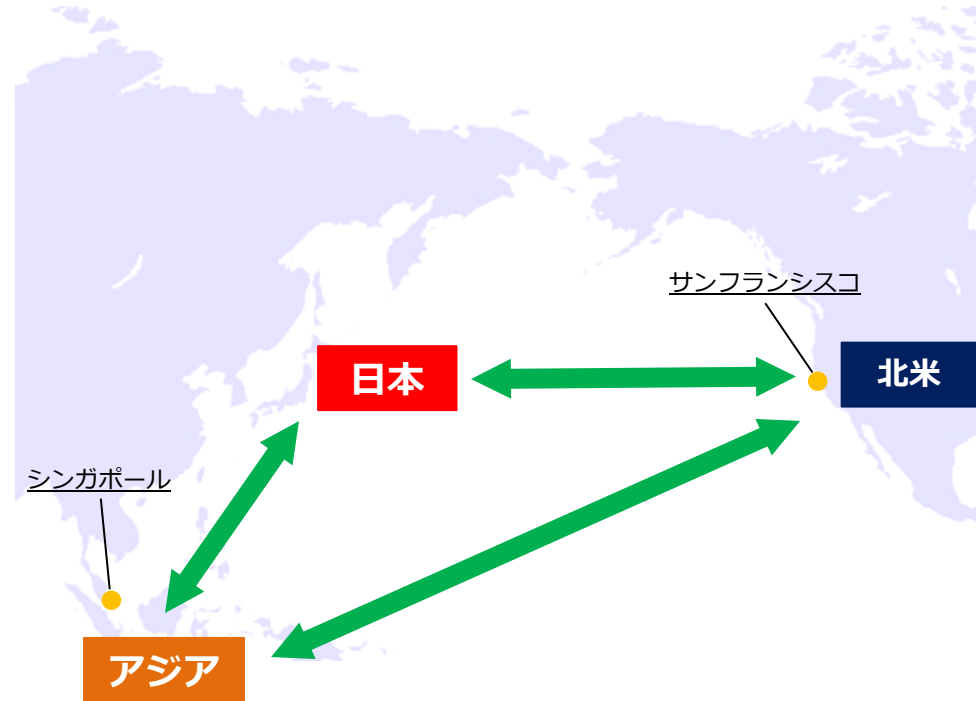 サンフランシスコ
日本
北米
シンガポール
アジア